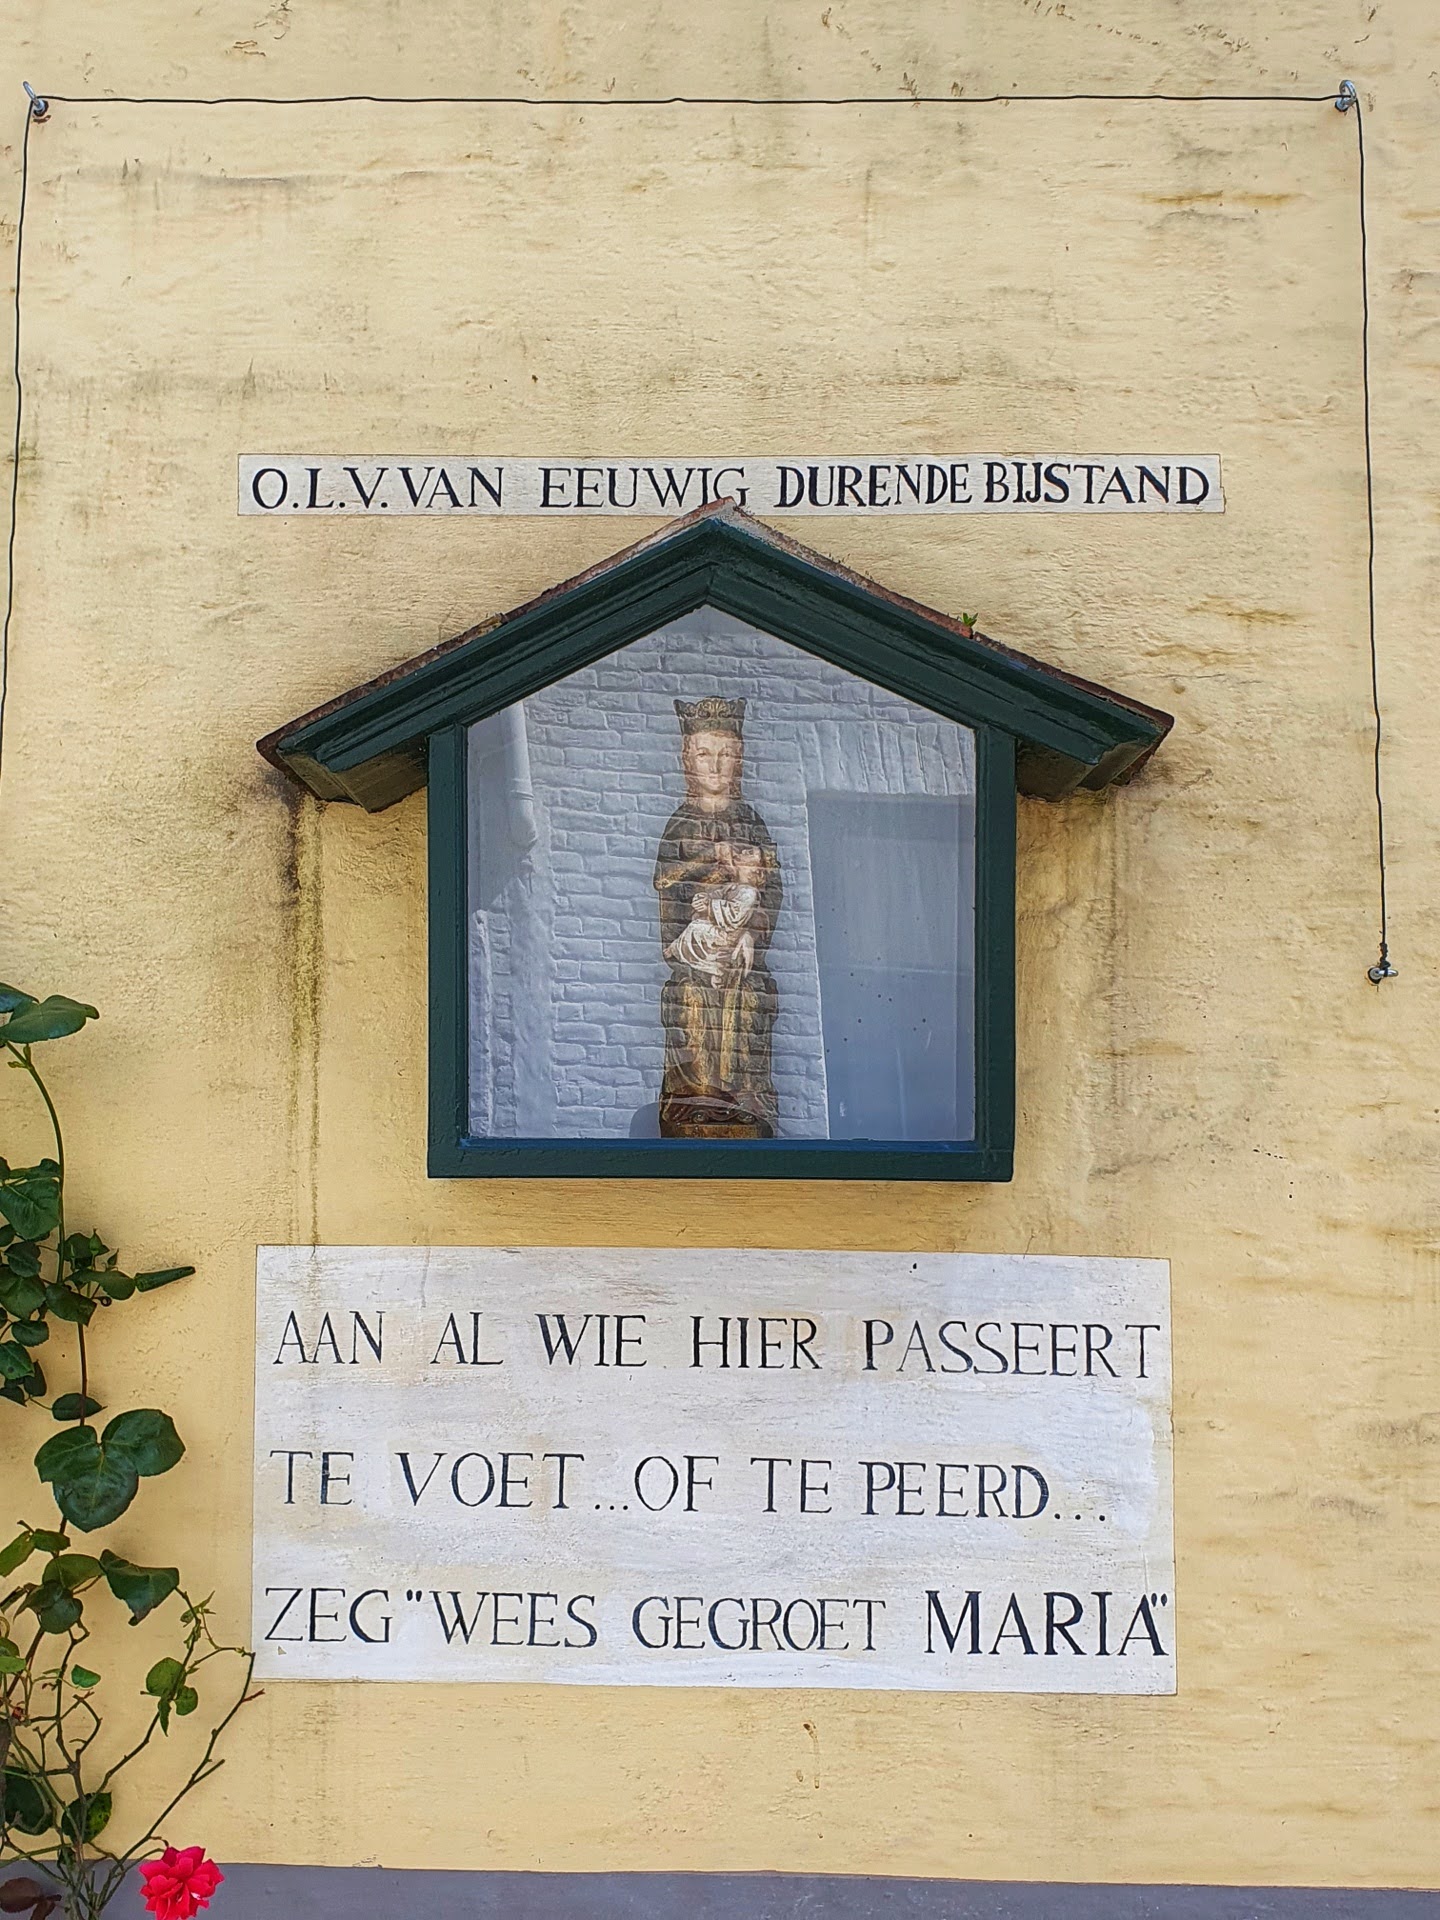 O.L.V. VAN EEUWIG DURENDE BIJSTAND
AAN AL WIE HIER PASSEERT
TE VOET...OF TE PEERD...
ZEG "WEES GEGROET MARIA"